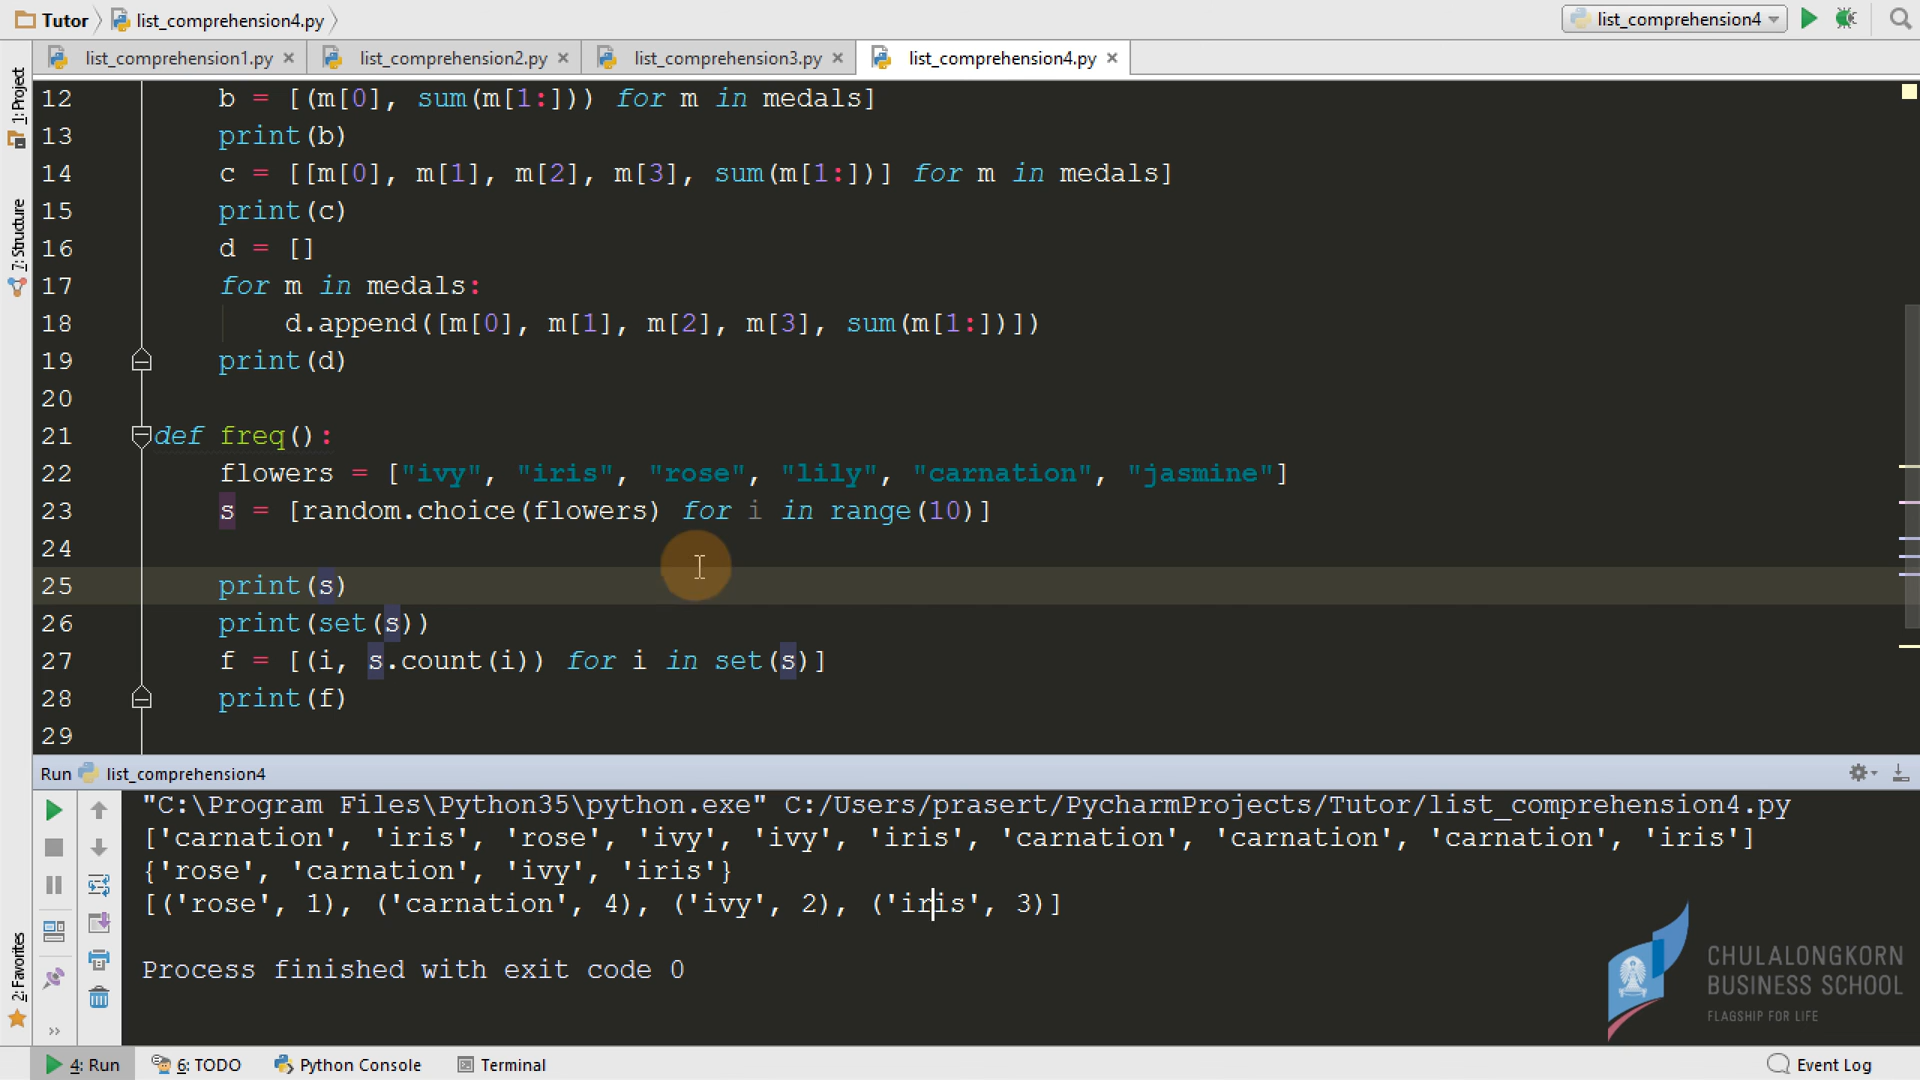 Tutor list_comprehension4.py list_comprehension4
list_comprehension1.py list_comprehension2.py list_comprehension3.py list_comprehension4.py
1: Project
7: Structure
2: Favorites
12 b = [(m[0], sum(m[1:])) for m in medals]
13 print(b)
14 c = [[m[0], m[1], m[2], m[3], sum(m[1:])] for m in medals]
15 print(c)
16 d = []
17 for m in medals:
18 d.append([m[0], m[1], m[2], m[3], sum(m[1:])])
19 print(d)
20
21 def freq():
22 flowers = ["ivy", "iris", "rose", "lily", "carnation", "jasmine"]
23 s = [random.choice(flowers) for i in range(10)]
24
25 print(s)
26 print(set(s))
27 f = [(i, s.count(i)) for i in set(s)]
28 print(f)
29
Run list_comprehension4
"C:\Program Files\Python35\python.exe" C:/Users/prasert/PycharmProjects/Tutor/list_comprehension4.py
['carnation', 'iris', 'rose', 'ivy', 'ivy', 'iris', 'carnation', 'carnation', 'carnation', 'iris']
{'rose', 'carnation', 'ivy', 'iris'}
[('rose', 1), ('carnation', 4), ('ivy', 2), ('iris', 3)]
Process finished with exit code 0
CHULALONGKORN
BUSINESS SCHOOL
FLAGSHIP FOR LIFE
4: Run 6: TODO Python Console Terminal Event Log